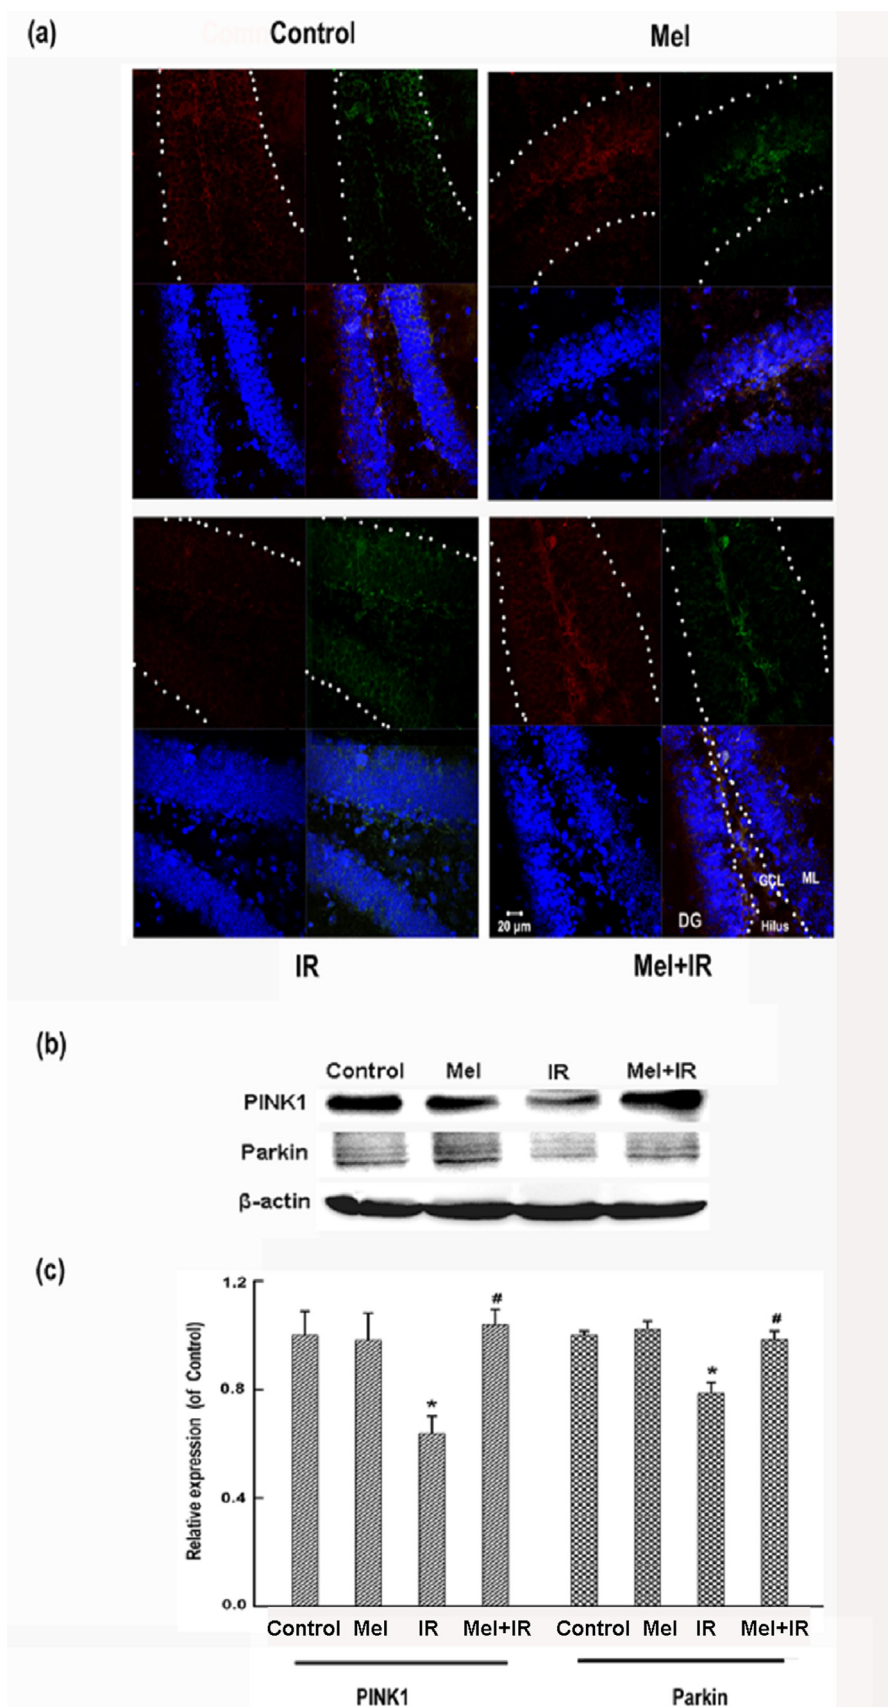 (a)
Control
Mel
GCL
ML
DG
20 µm
Hilus
IR
Mel+IR
(b)
Control Mel IR Mel+IR
PINK1
Parkin
β-actin
(c)
Relative expression (of Control)
1.2
# #
* *
0.8
0.4
0.0
Control Mel IR Mel+IR Control Mel IR Mel+IR
PINK1 Parkin